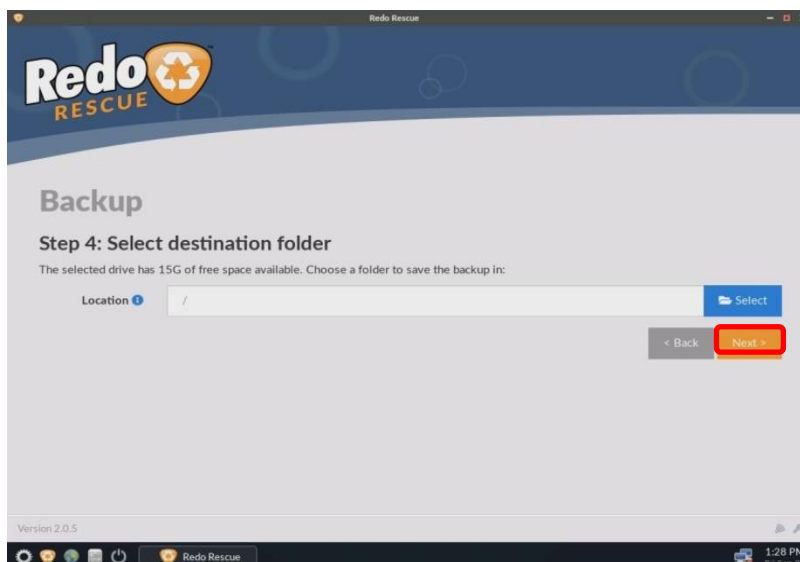 Redo Rescue
Redo
RESCUE
Backup
Step 4: Select destination folder
The selected drive has 15G of free space available. Choose a folder to save the backup in:
Location
/
Select
< Back
Next >
Version 2.0.5
Redo Rescue
1:28 PM